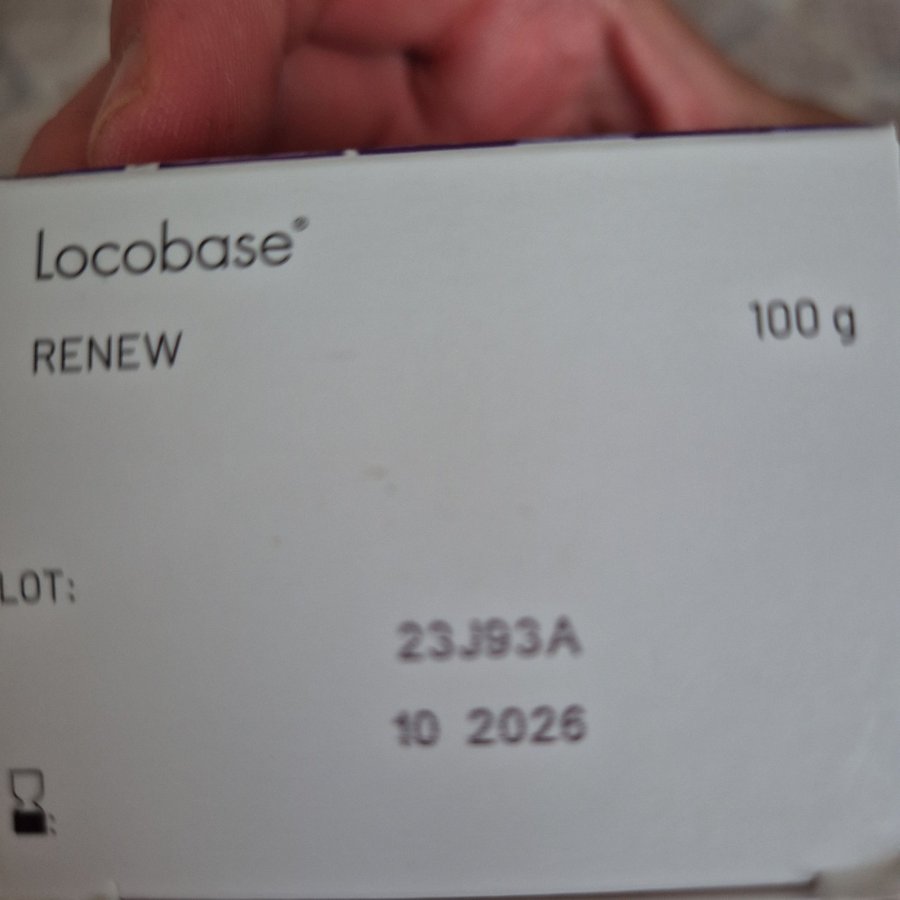 Locobase®
RENEW
100 g
LOT:
23J93A
10 2026